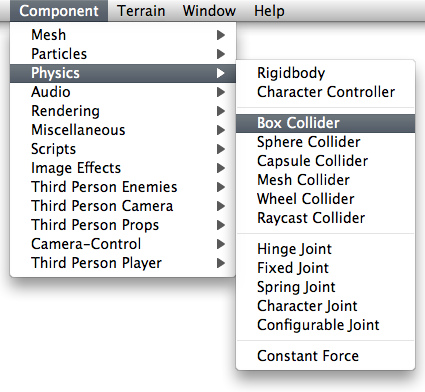 Component Terrain Window Help
Mesh
Particles
Physics
Audio
Rendering
Miscellaneous
Scripts
Image Effects
Third Person Enemies
Third Person Camera
Third Person Props
Camera-Control
Third Person Player
Rigidbody
Character Controller
Box Collider
Sphere Collider
Capsule Collider
Mesh Collider
Wheel Collider
Raycast Collider
Hinge Joint
Fixed Joint
Spring Joint
Character Joint
Configurable Joint
Constant Force